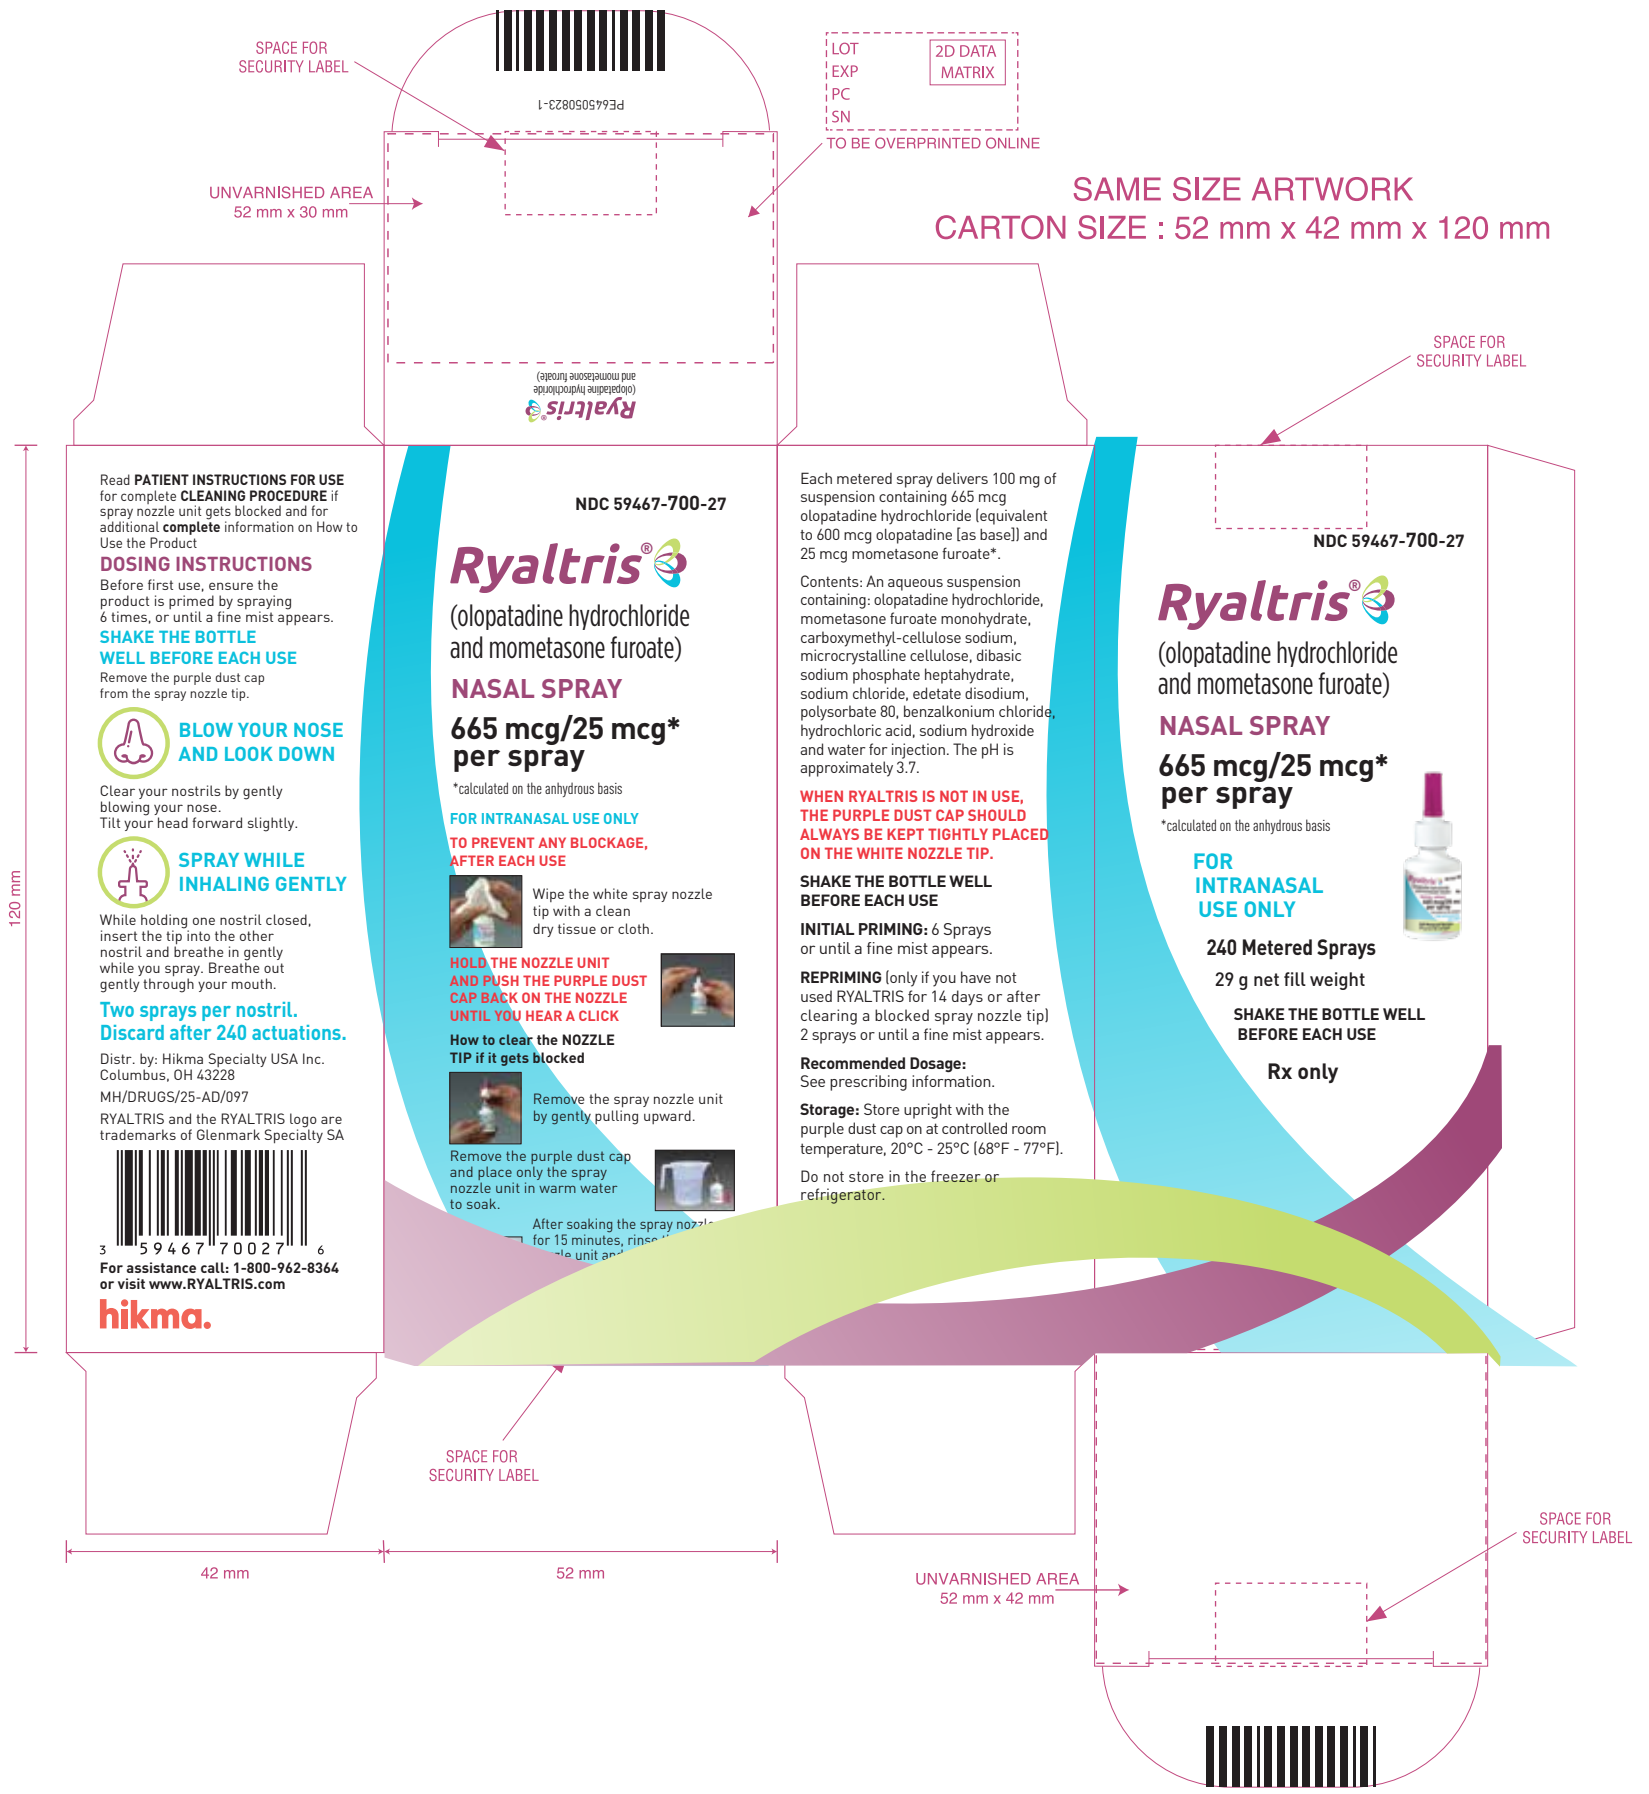 SPACE FOR
SECURITY LABEL
PE64050823-1
LOT
EXP
PC
SN
2D DATA
MATRIX
TO BE OVERPRINTED ONLINE
UNVARNISHED AREA
52 mm x 30 mm
SAME SIZE ARTWORK
CARTON SIZE : 52 mm x 42 mm x 120 mm
Ryaltris®
(olopatadine hydrochloride
and mometasone furoate)
SPACE FOR
SECURITY LABEL
120 mm
Read PATIENT INSTRUCTIONS FOR USE
for complete CLEANING PROCEDURE if
spray nozzle unit gets blocked and for
additional complete information on How to
Use the Product
DOSING INSTRUCTIONS
Before first use, ensure the
product is primed by spraying
6 times, or until a fine mist appears.
SHAKE THE BOTTLE
WELL BEFORE EACH USE
Remove the purple dust cap
from the spray nozzle tip.
BLOW YOUR NOSE
AND LOOK DOWN
Clear your nostrils by gently
blowing your nose.
Tilt your head forward slightly.
SPRAY WHILE
INHALING GENTLY
While holding one nostril closed,
insert the tip into the other
nostril and breathe in gently
while you spray. Breathe out
gently through your mouth.
Two sprays per nostril.
Discard after 240 actuations.
Distr. by: Hikma Specialty USA Inc.
Columbus, OH 43228
MH/DRUGS/25-AD/097
RYALTRIS and the RYALTRIS logo are
trademarks of Glenmark Specialty SA
3 59467 70027 6
For assistance call: 1-800-962-8364
or visit www.RYALTRIS.com
hikma.
NDC 59467-700-27
Ryaltris®
(olopatadine hydrochloride
and mometasone furoate)
NASAL SPRAY
665 mcg/25 mcg*
per spray
*calculated on the anhydrous basis
FOR INTRANASAL USE ONLY
TO PREVENT ANY BLOCKAGE,
AFTER EACH USE
Wipe the white spray nozzle
tip with a clean
dry tissue or cloth.
HOLD THE NOZZLE UNIT
AND PUSH THE PURPLE DUST
CAP BACK ON THE NOZZLE
UNTIL YOU HEAR A CLICK
How to clear the NOZZLE
TIP if it gets blocked
Remove the spray nozzle unit
by gently pulling upward.
Remove the purple dust cap
and place only the spray
nozzle unit in warm water
to soak.
After soaking the spray nozzle
for 15 minutes, rinse
unit and
Each metered spray delivers 100 mg of
suspension containing 665 mcg
olopatadine hydrochloride (equivalent
to 600 mcg olopatadine [as base]) and
25 mcg mometasone furoate*.
Contents: An aqueous suspension
containing: olopatadine hydrochloride,
mometasone furoate monohydrate,
carboxymethyl-cellulose sodium,
microcrystalline cellulose, dibasic
sodium phosphate heptahydrate,
sodium chloride, edetate disodium,
polysorbate 80, benzalkonium chloride,
hydrochloric acid, sodium hydroxide
and water for injection. The pH is
approximately 3.7.
WHEN RYALTRIS IS NOT IN USE,
THE PURPLE DUST CAP SHOULD
ALWAYS BE KEPT TIGHTLY PLACED
ON THE WHITE NOZZLE TIP.
SHAKE THE BOTTLE WELL
BEFORE EACH USE
INITIAL PRIMING: 6 Sprays
or until a fine mist appears.
REPRIMING (only if you have not
used RYALTRIS for 14 days or after
clearing a blocked spray nozzle tip)
2 sprays or until a fine mist appears.
Recommended Dosage:
See prescribing information.
Storage: Store upright with the
purple dust cap on at controlled room
temperature, 20°C - 25°C (68°F - 77°F).
Do not store in the freezer or
refrigerator.
NDC 59467-700-27
Ryaltris®
(olopatadine hydrochloride
and mometasone furoate)
NASAL SPRAY
665 mcg/25 mcg*
per spray
*calculated on the anhydrous basis
FOR
INTRANASAL
USE ONLY
240 Metered Sprays
29 g net fill weight
SHAKE THE BOTTLE WELL
BEFORE EACH USE
Rx only
SPACE FOR
SECURITY LABEL
42 mm
52 mm
UNVARNISHED AREA
52 mm x 42 mm
SPACE FOR
SECURITY LABEL